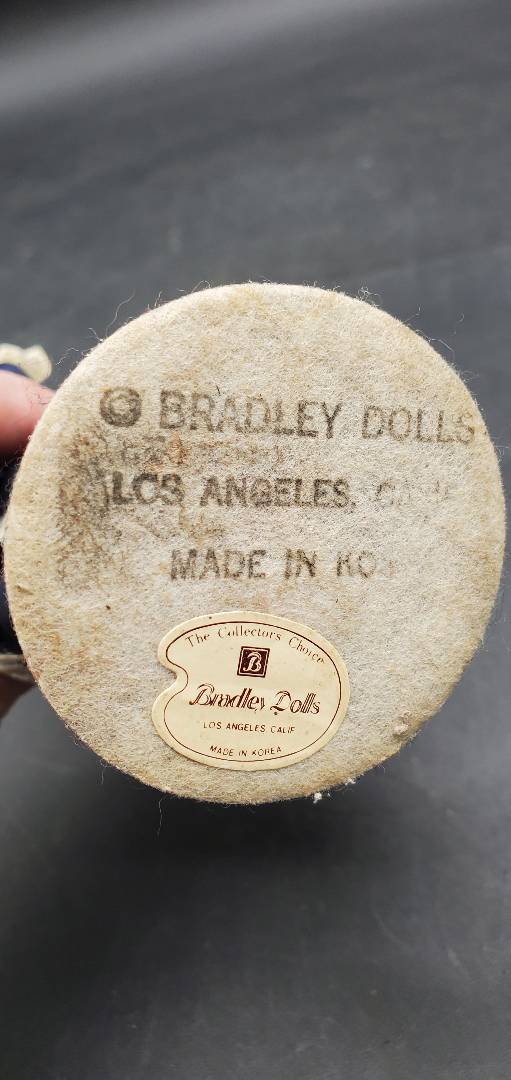 © BRADLEY DOLLS
LOS ANGELES,
MADE IN
The Collectors Choice
B
Bradley Dolls
LOS ANGELES, CALIF
MADE IN KOREA